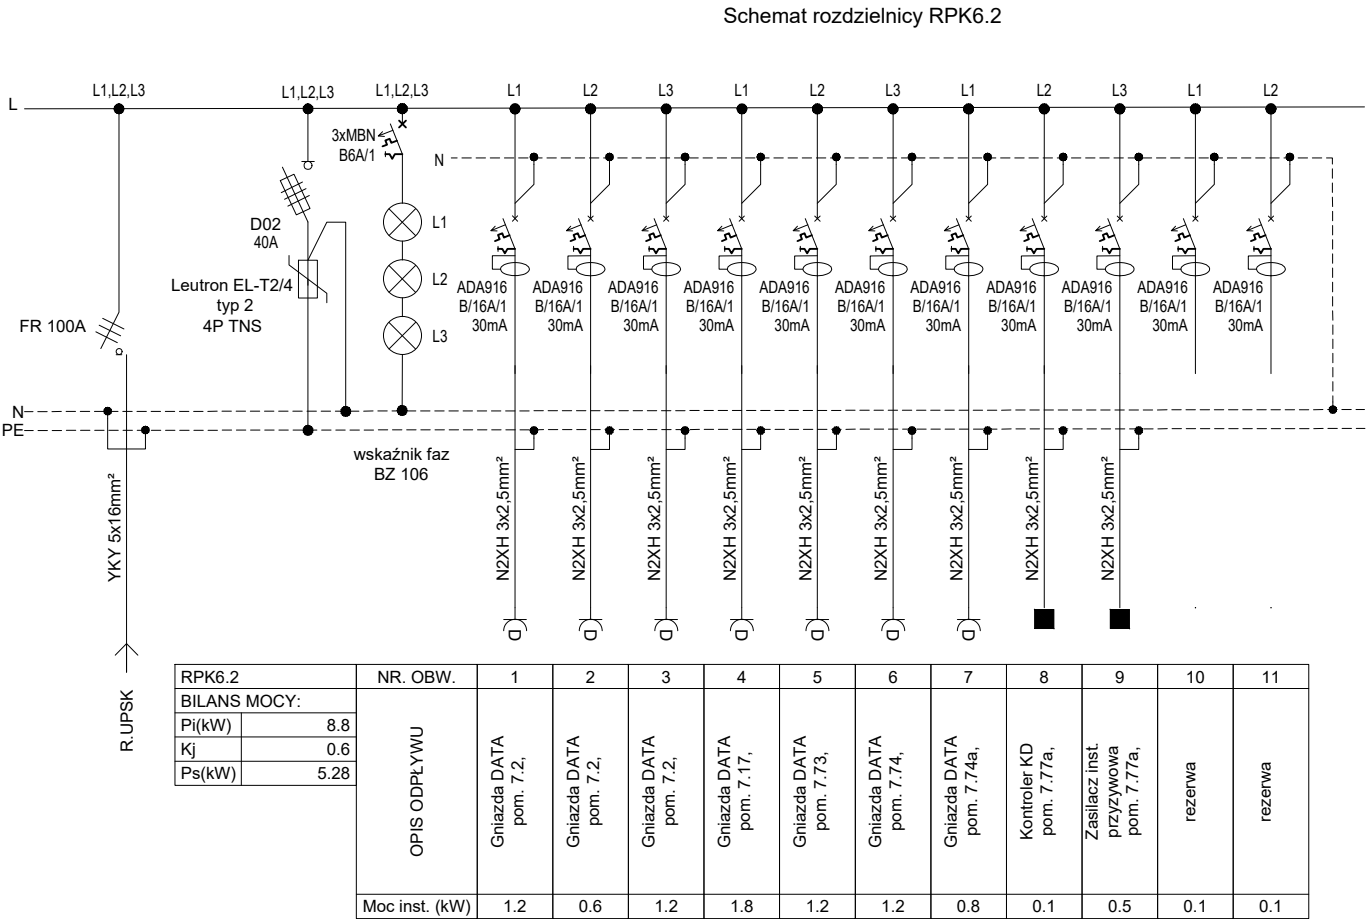 Schemat rozdzielnicy RPK6.2
L1,L2,L3
L1,L2,L3
L1,L2,L3
L1
L2
L3
L1
L2
L3
L1
L2
L3
L1
L2
L
3xMBN
B6A/1
N
D02
40A
Leutron EL-T2/4
typ 2
4P TNS
FR 100A
L1
L2
L3
ADA916
B/16A/1
30mA
ADA916
B/16A/1
30mA
ADA916
B/16A/1
30mA
ADA916
B/16A/1
30mA
ADA916
B/16A/1
30mA
ADA916
B/16A/1
30mA
ADA916
B/16A/1
30mA
ADA916
B/16A/1
30mA
ADA916
B/16A/1
30mA
ADA916
B/16A/1
30mA
ADA916
B/16A/1
30mA
N
PE
wskaźnik faz
BZ 106
YKY 5x16mm²
R.UPSK
N2XH 3x2,5mm²
N2XH 3x2,5mm²
N2XH 3x2,5mm²
N2XH 3x2,5mm²
N2XH 3x2,5mm²
N2XH 3x2,5mm²
N2XH 3x2,5mm²
N2XH 3x2,5mm²
N2XH 3x2,5mm²
D
D
D
D
D
D
D
RPK6.2
BILANS MOCY:
Pi(kW) 8.8
Kj 0.6
Ps(kW) 5.28
NR. OBW. 1 2 3 4 5 6 7 8 9 10 11
OPIS ODPŁYWU
Gniazda DATA
pom. 7.2,
Gniazda DATA
pom. 7.2,
Gniazda DATA
pom. 7.2,
Gniazda DATA
pom. 7.17,
Gniazda DATA
pom. 7.73,
Gniazda DATA
pom. 7.74,
Gniazda DATA
pom. 7.74a,
Kontroler KD
pom. 7.77a,
Zasilacz inst.
przyzywowa
pom. 7.77a,
rezerwa
rezerwa
Moc inst. (kW) 1.2 0.6 1.2 1.8 1.2 1.2 0.8 0.1 0.5 0.1 0.1